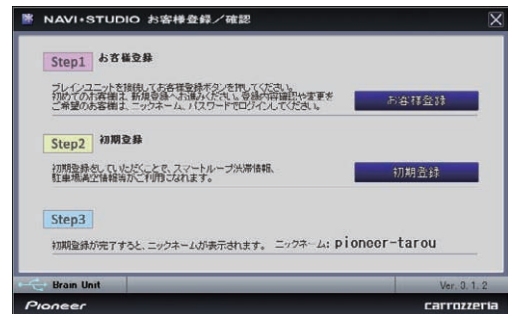 NAVI*STUDIO お客様登録／確認
Step1 お客様登録
ブレインユニットを接続してお客様登録ボタンを押してください。
初めてのお客様は、新規登録へお進みください。登録内容確認や変更を
ご希望のお客様は、ニックネーム、パスワードでログインしてください。
お客様登録
Step2 初期登録
初期登録をしていただくことで、スマートループ渋滞情報、
駐車場満空情報等がご利用になれます。
初期登録
Step3
初期登録が完了すると、ニックネームが表示されます。 ニックネーム: pioneer-tarou
Brain Unit Ver. 0. 1. 2
Pioneer carrozzeria